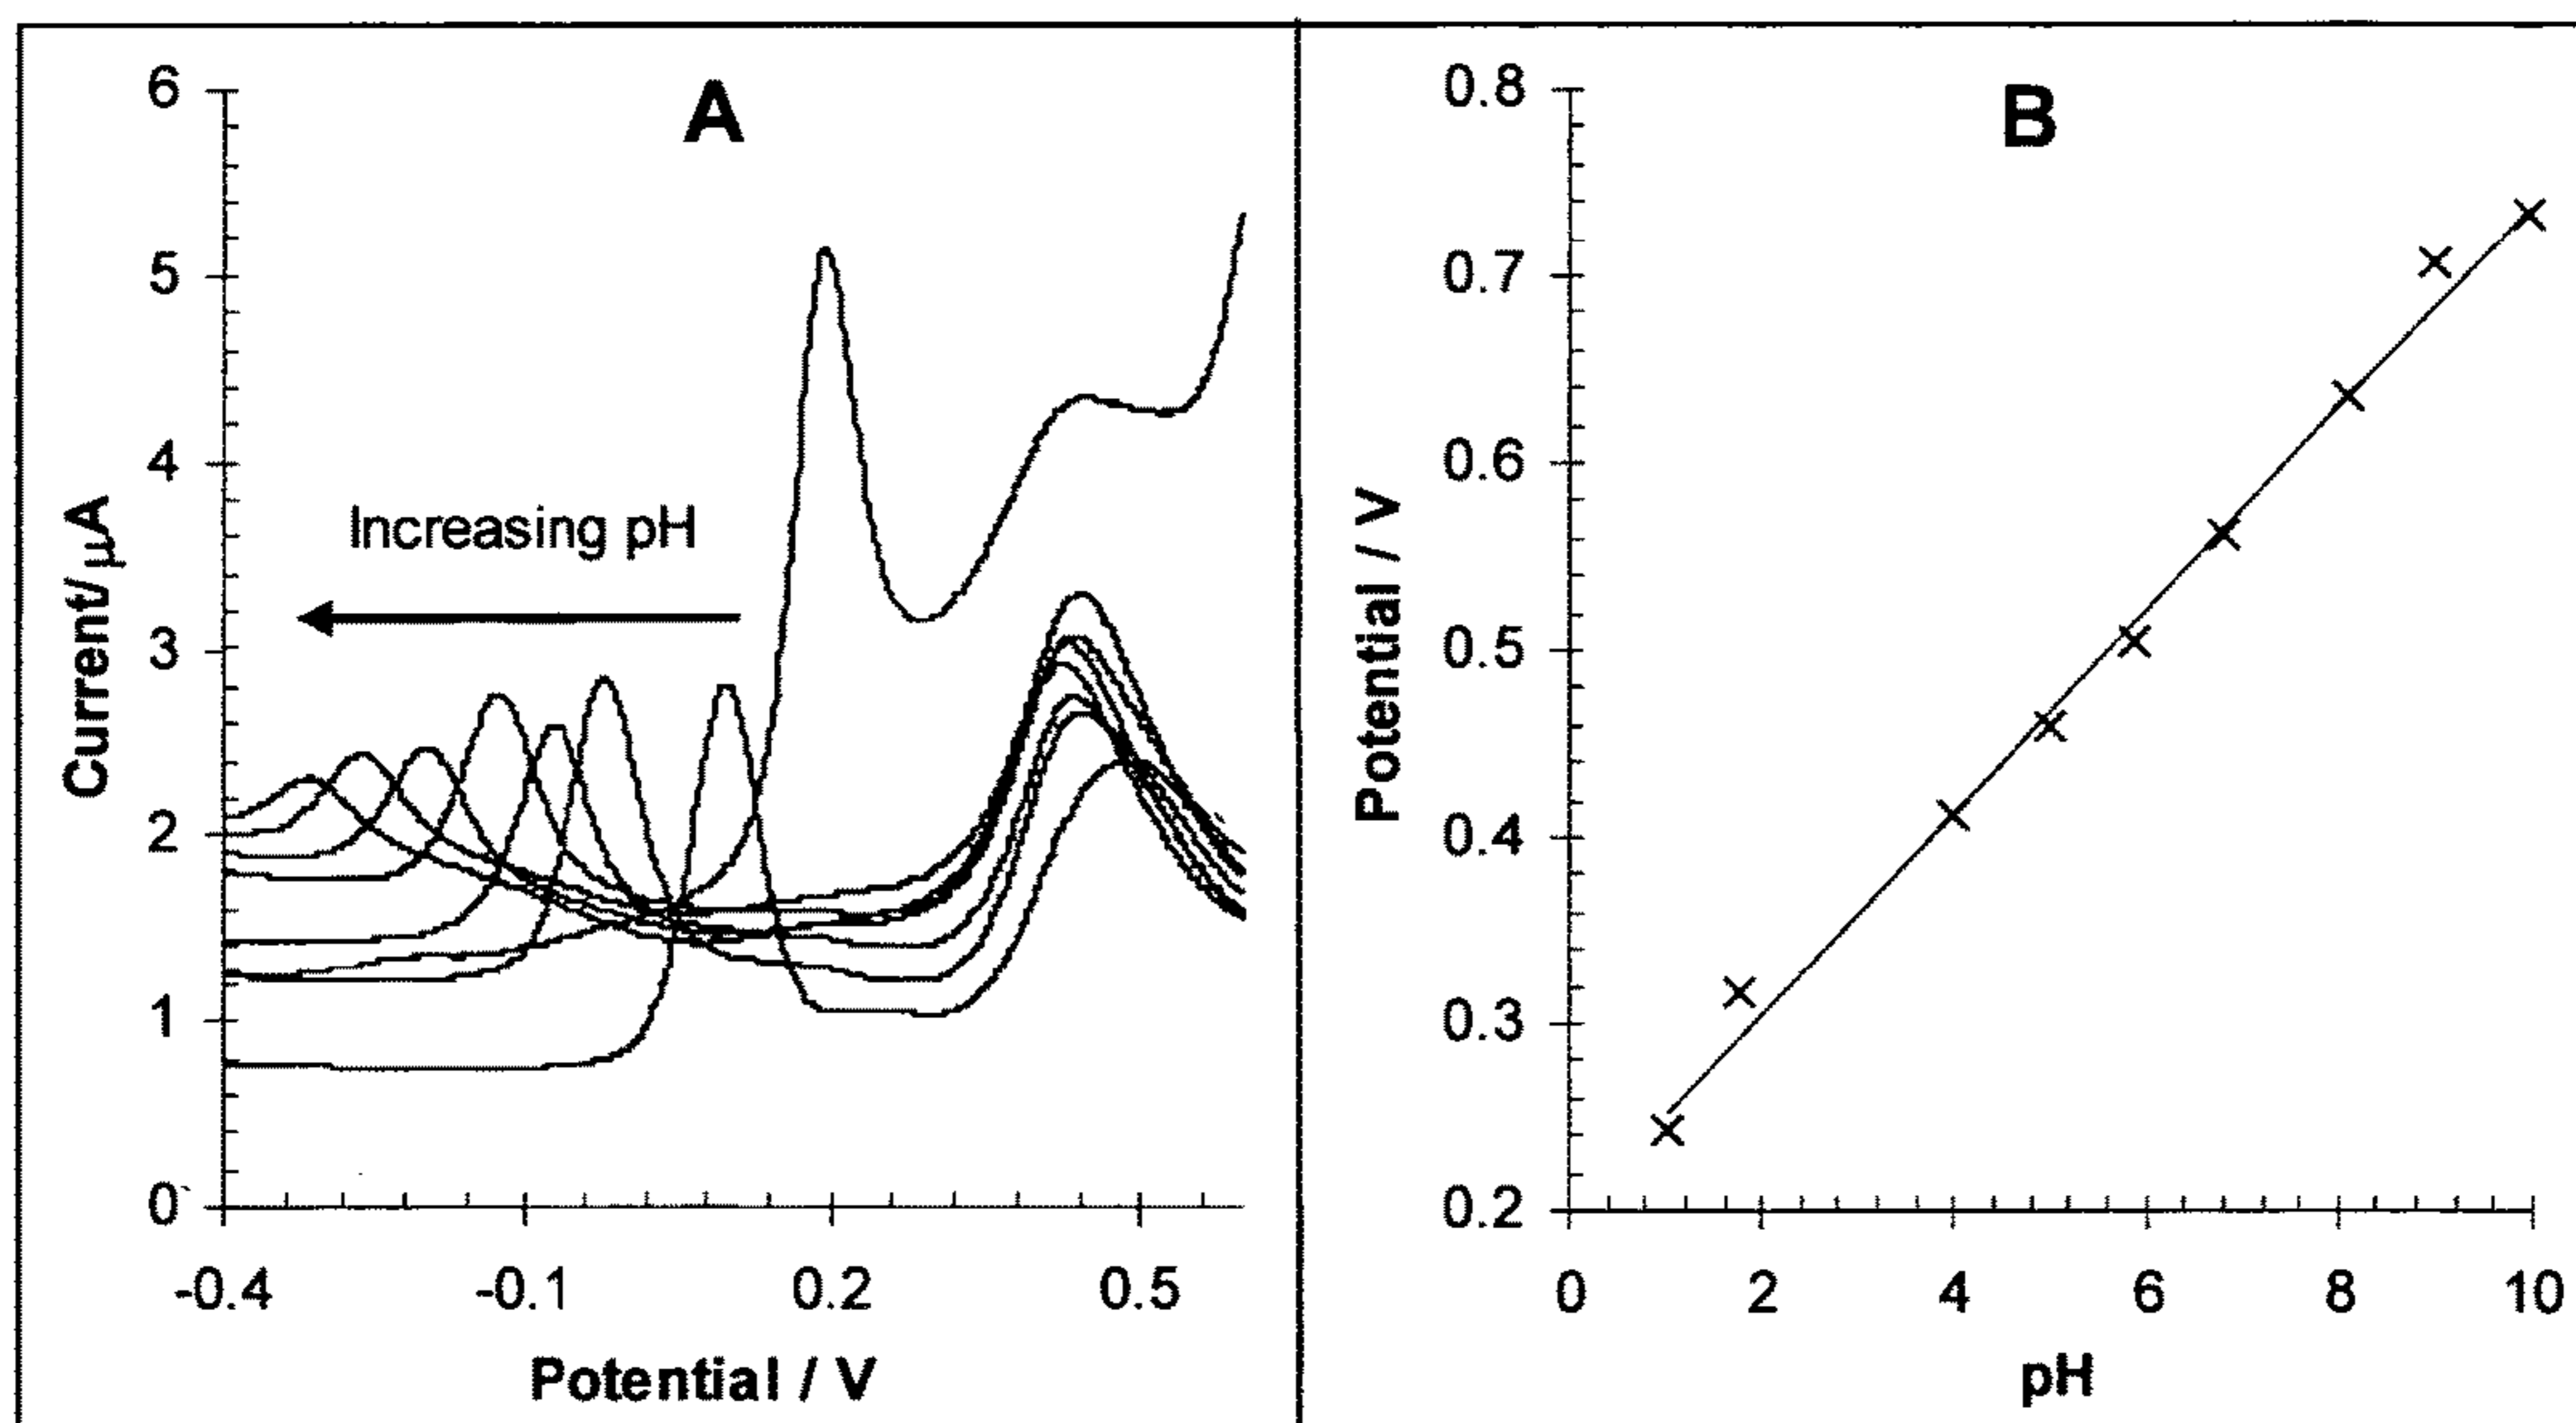 A
6
5
4
3
2
1
0
Current/μA
Increasing pH
-0.4 -0.1 0.2 0.5
Potential / V
B
0.8
0.7
0.6
0.5
0.4
0.3
0.2
Potential / V
0 2 4 6 8 10
pH